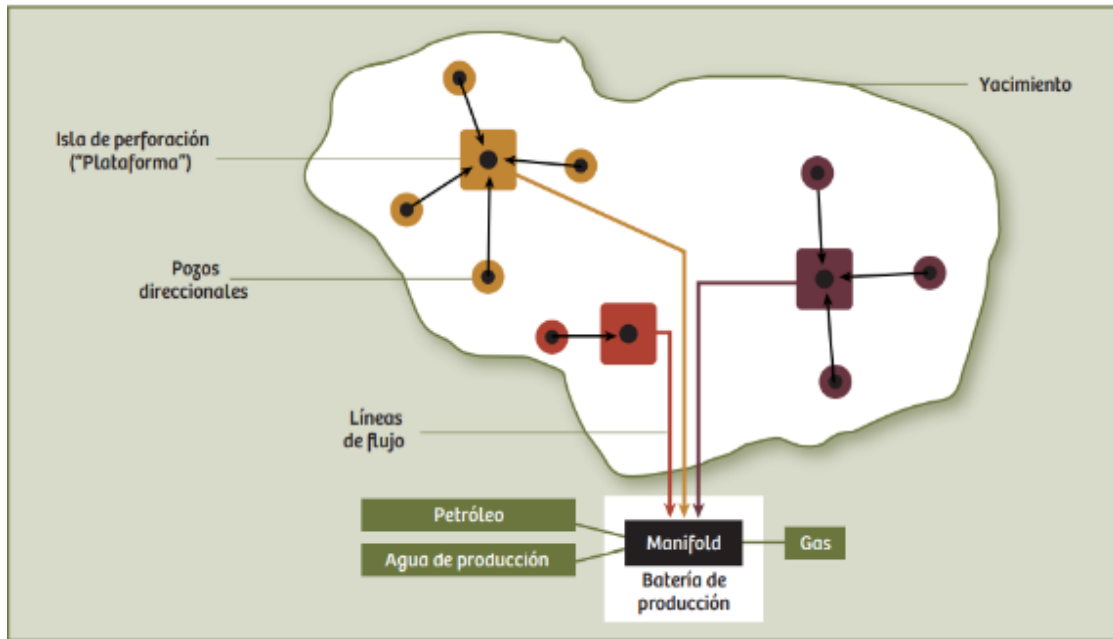 Yacimiento
Isla de perforación
("Plataforma")
Pozos
direccionales
Líneas
de flujo
Petróleo
Agua de producción
Manifold
Gas
Batería de
producción